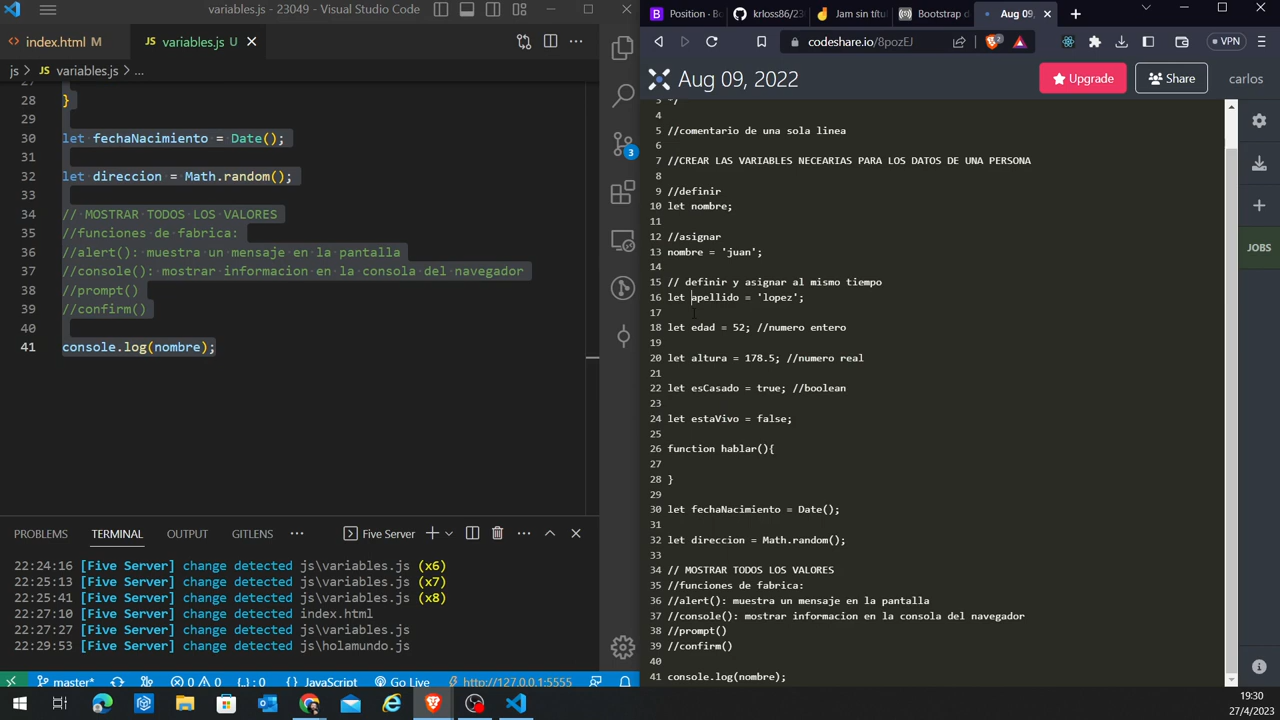 variables.js - 23049 - Visual Studio Code
index.html M
variables.js U
js > variables.js > ...
28 }
29
30 let fechaNacimiento = Date();
31
32 let direccion = Math.random();
33
34 // MOSTRAR TODOS LOS VALORES
35 //funciones de fabrica:
36 //alert(): muestra un mensaje en la pantalla
37 //console(): mostrar informacion en la consola del navegador
38 //prompt()
39 //confirm()
40
41 console.log(nombre);
3
PROBLEMS TERMINAL OUTPUT GITLENS ... Five Server
22:24:16 [Five Server] change detected js\variables.js (x6)
22:25:13 [Five Server] change detected js\variables.js (x7)
22:25:41 [Five Server] change detected js\variables.js (x8)
22:27:10 [Five Server] change detected index.html
22:27:27 [Five Server] change detected js\variables.js
22:29:53 [Five Server] change detected js\holamundo.js
master* 0 0 {.} : 0 JavaScript Go Live http://127.0.0.1:5555
Position - Bo
krloss86/23
Jam sin títu
Bootstrap d
Aug 09,
codeshare.io/8pozEJ
2
VPN
Aug 09, 2022
Upgrade
Share
carlos
3 */
4
5 //comentario de una sola linea
6
7 //CREAR LAS VARIABLES NECEARIAS PARA LOS DATOS DE UNA PERSONA
8
9 //definir
10 let nombre;
11
12 //asignar
13 nombre = 'juan';
14
15 // definir y asignar al mismo tiempo
16 let apellido = 'lopez';
17
18 let edad = 52; //numero entero
19
20 let altura = 178.5; //numero real
21
22 let esCasado = true; //boolean
23
24 let estaVivo = false;
25
26 function hablar(){
27
28 }
29
30 let fechaNacimiento = Date();
31
32 let direccion = Math.random();
33
34 // MOSTRAR TODOS LOS VALORES
35 //funciones de fabrica:
36 //alert(): muestra un mensaje en la pantalla
37 //console(): mostrar informacion en la consola del navegador
38 //prompt()
39 //confirm()
40
41 console.log(nombre);
JOBS
19:30
27/4/2023